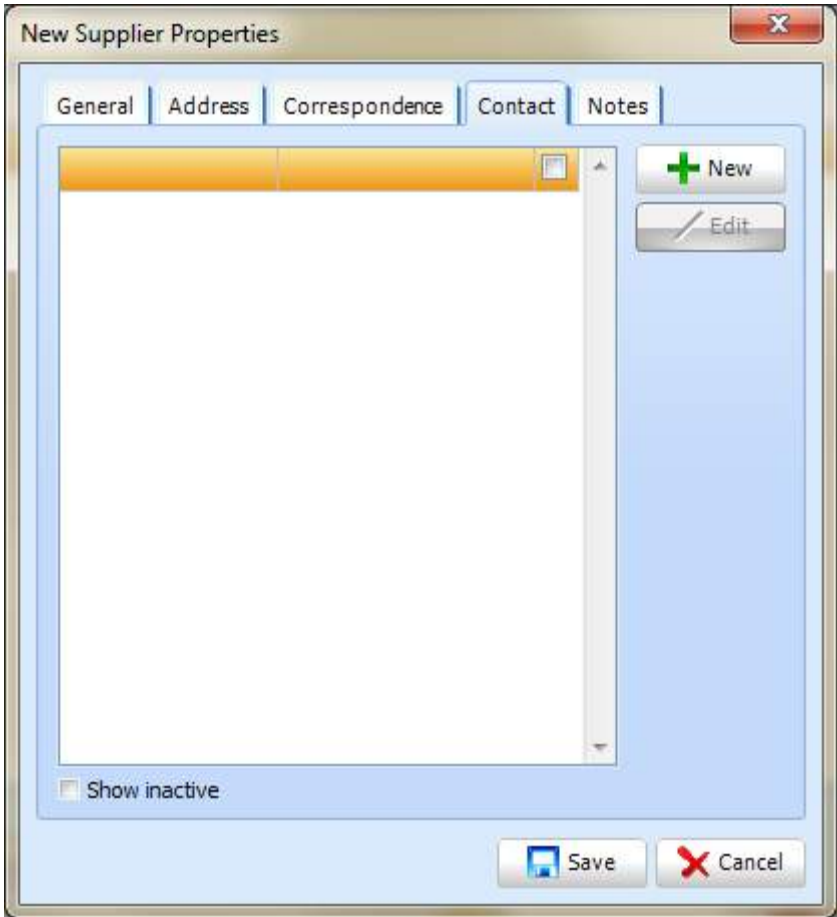 New Supplier Properties
General Address Correspondence Contact Notes
New
Edit
Show inactive
Save Cancel